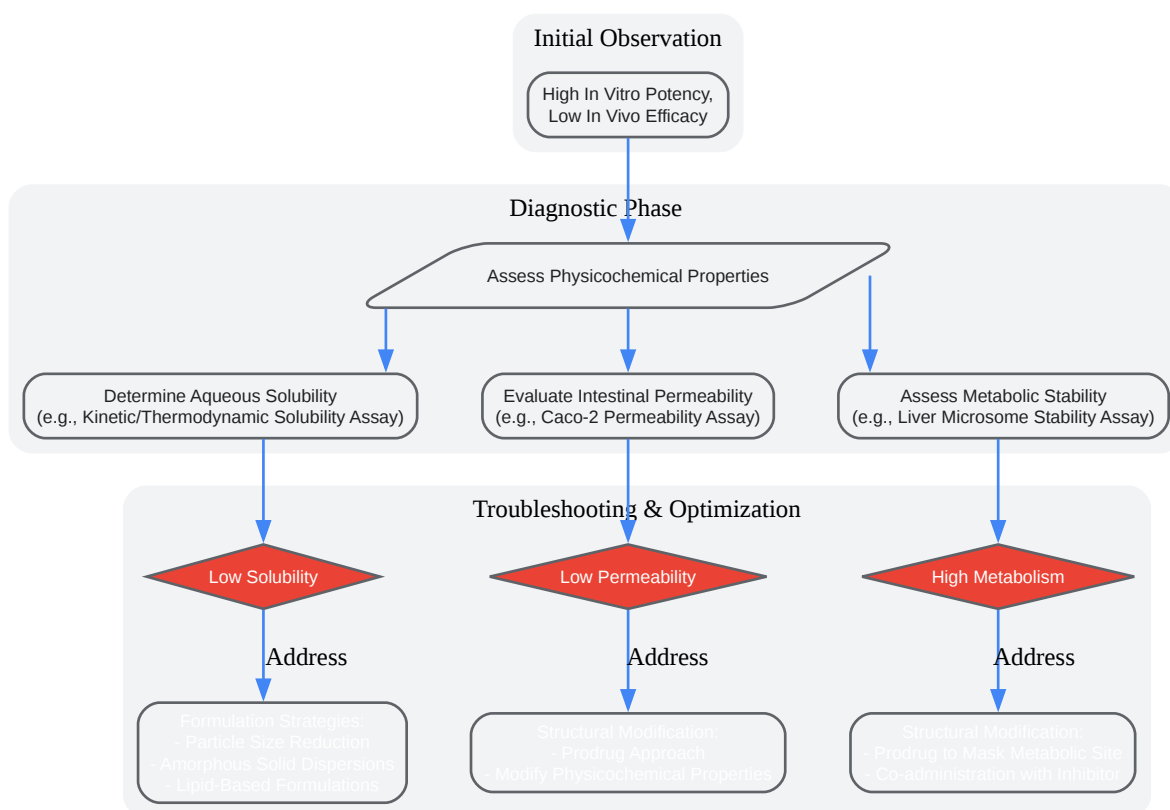 Initial Observation
High In Vitro Potency,
Low In Vivo Efficacy
Diagnostic Phase
Assess Physicochemical Properties
Determine Aqueous Solubility
(e.g., Kinetic/Thermodynamic Solubility Assay)
Evaluate Intestinal Permeability
(e.g., Caco-2 Permeability Assay)
Assess Metabolic Stability
(e.g., Liver Microsome Stability Assay)
Troubleshooting & Optimization
Low Solubility
Low Permeability
High Metabolism
Address
Address
Address
Formulation Strategies:
- Particle Size Reduction
- Amorphous Solid Dispersions
- Lipid-Based Formulations
Structural Modification:
- Prodrug Approach
- Modify Physicochemical Properties
Structural Modification:
- Prodrug to Mask Metabolic Site
- Co-administration with Inhibitor